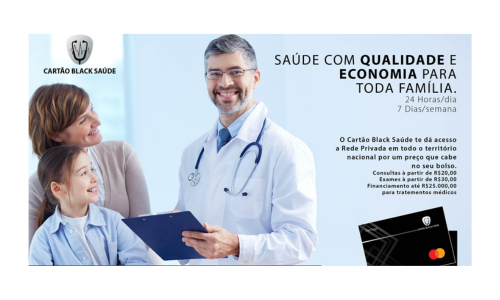 CARTÃO BLACK SAÚDE
SAÚDE COM QUALIDADE E
ECONOMIA PARA
TODA FAMÍLIA.
24 Horas/dia
7 Dias/semana
O Cartão Black Saúde te dá acesso
a Rede Privada em todo o território
nacional por um preço que cabe
no seu bolso.
Consultas à partir de R$20,00
Exames à partir de R$30,00
Financiamento até R$25.000,00
para tratamentos médicos